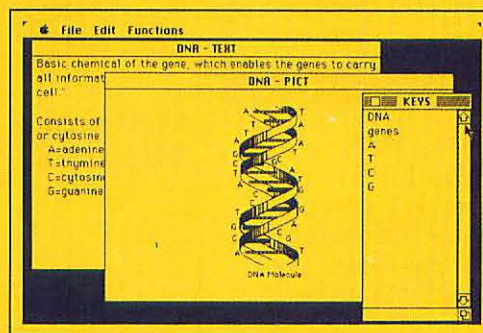 File Edit Functions
DNA - TEXT
Basic chemical of the gene, which enables the genes to carry
all informat
cell."
Consists of
or cytosine
A=adenine
T=thymine
C=cytosin
G=guanine
DNA - PICT
A T
T
A
G
C
G C
T A
A
C
C
T
G
G
C
A
A T
T
DNA Molecule
KEYS
DNA
genes
A
T
C
G